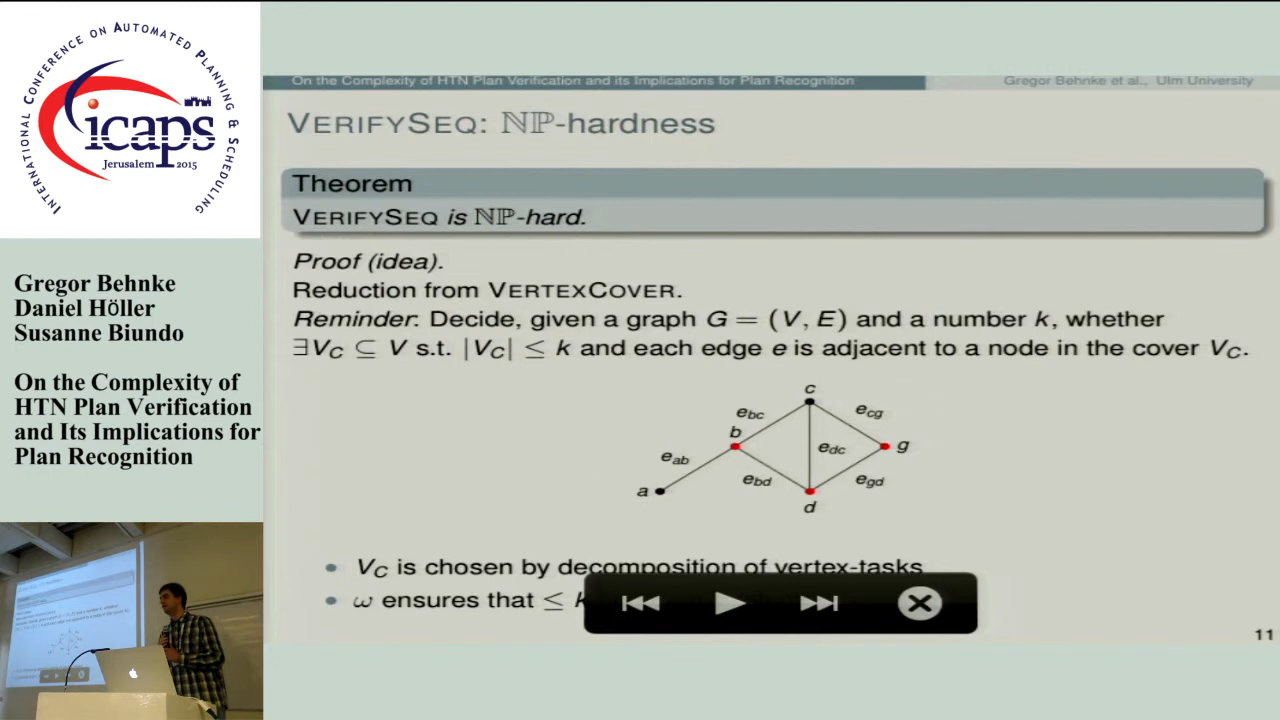 INTERNATIONAL CONFERENCE ON AUTOMATED PLANNING & SCHEDULING
icaps
Jerusalem 2015
Gregor Behnke
Daniel Höller
Susanne Biundo
On the Complexity of
HTN Plan Verification
and Its Implications for
Plan Recognition
On the Complexity of HTN Plan Verification and its Implications for Plan Recognition
Gregor Behnke et al., Ulm University
VERIFYSEQ: ℕℙ-hardness
Theorem
VERIFYSEQ is ℕℙ-hard.
Proof (idea).
Reduction from VERTEXCOVER.
Reminder: Decide, given a graph G = (V, E) and a number k, whether
∃V_C ⊆ V s.t. |V_C| ≤ k and each edge e is adjacent to a node in the cover V_C.
c
e_bc
e_cg
b
e_ab
e_dc
g
e_bd
e_gd
a
d
• V_C is chosen by decomposition of vertex-tasks
• ω ensures that ≤ k
11